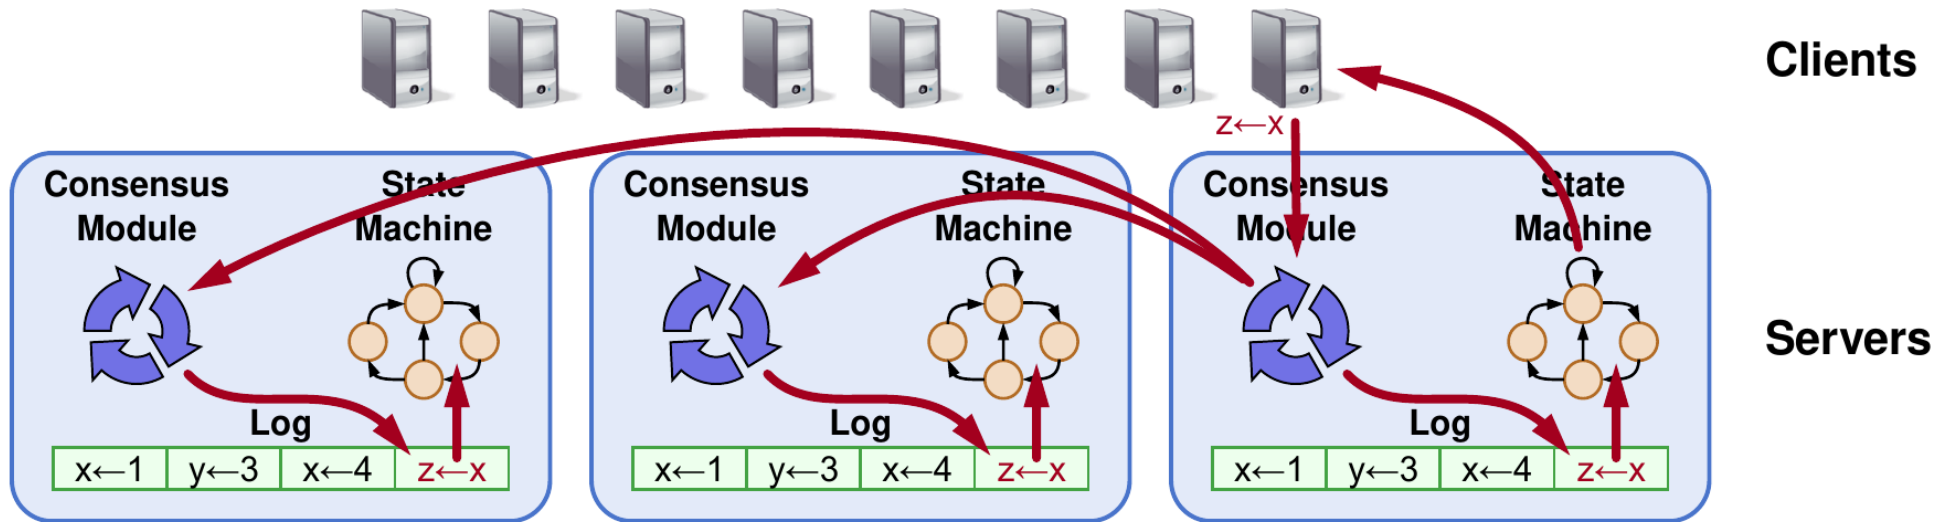 Clients
z←x
Consensus
Module
State
Machine
Log
x←1 y←3 x←4 z←x
Consensus
Module
State
Machine
Log
x←1 y←3 x←4 z←x
Consensus
Module
State
Machine
Log
x←1 y←3 x←4 z←x
Servers